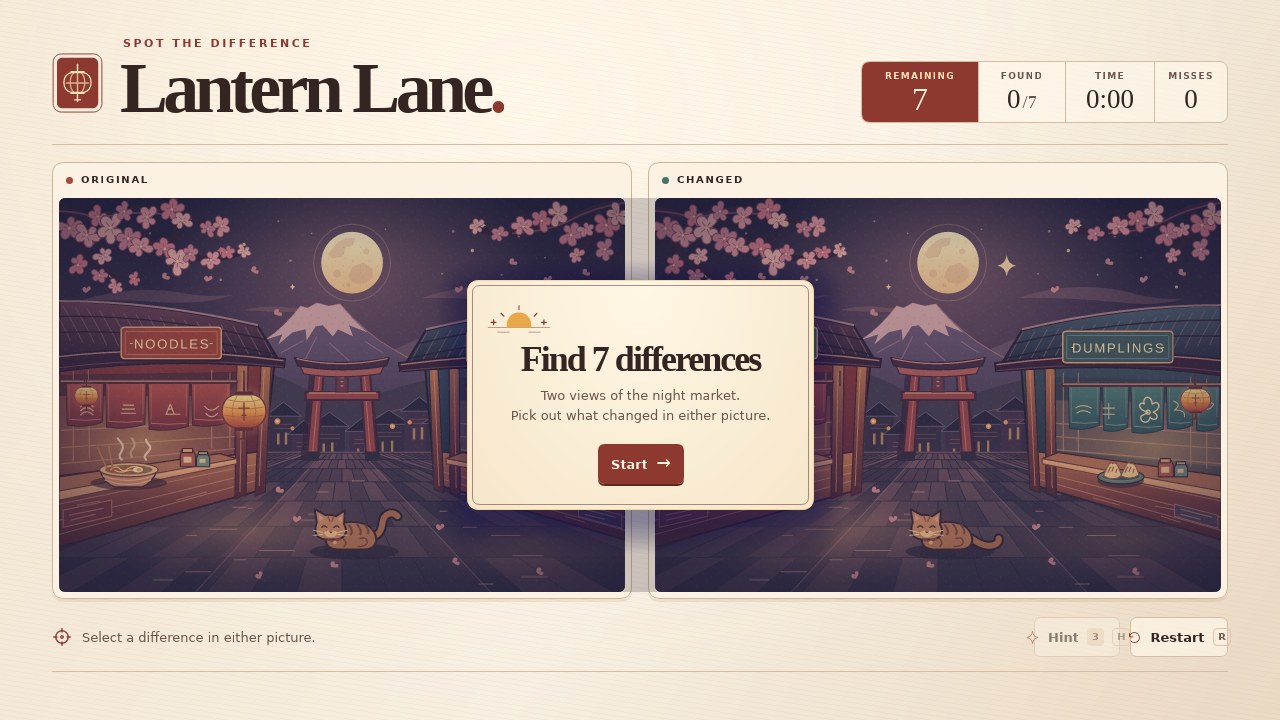 SPOT THE DIFFERENCE
Lantern Lane.
REMAINING
7
FOUND
0/7
TIME
0:00
MISSES
0
ORIGINAL
CHANGED
NOODLES
DUMPLINGS
Find 7 differences
Two views of the night market.
Pick out what changed in either picture.
Start →
Select a difference in either picture.
Hint 3 H
Restart R